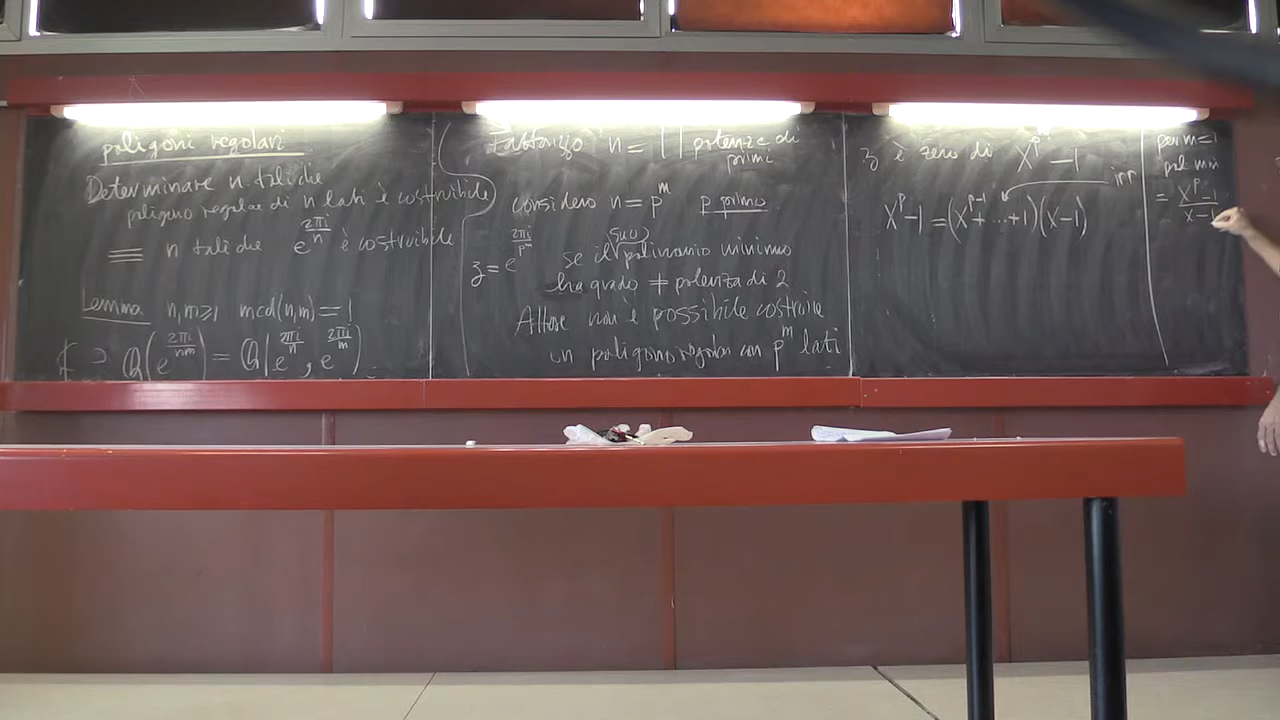 poligoni regolari
Determinare n tali che
poligono regolare di n lati è costruibile
≡ n tali che e^{2πi/n} è costruibile
Lemma n,m≥1 mcd(n,m)=1
ℂ ⊇ ℚ(e^{2πi/nm}) = ℚ(e^{2πi/n}, e^{2πi/m})
Fattorizzo n = ∏ potenze di
primi
considero n = p^m p primo
z = e^{2πi/p^m} se il (suo) polinomio minimo
ha grado ≠ potenza di 2
Allora non è possibile costruire
un poligono regolare con p^m lati
z è zero di X^p − 1
irr
X^p − 1 = (X^{p−1} + ... + 1)(X − 1)
per m=1
pol min
= X^p − 1 / X − 1